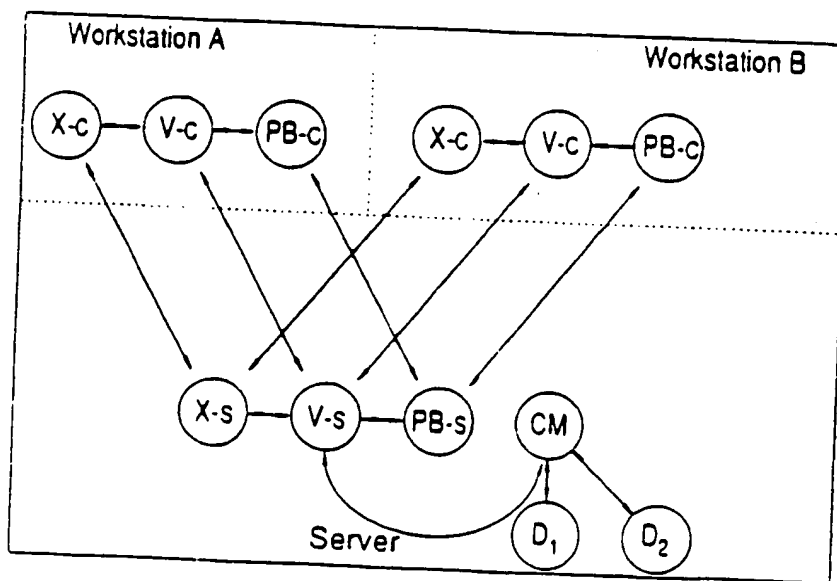 Workstation A
Workstation B
X-c V-c PB-c
X-c V-c PB-c
X-s V-s PB-s CM
Server
D₁ D₂